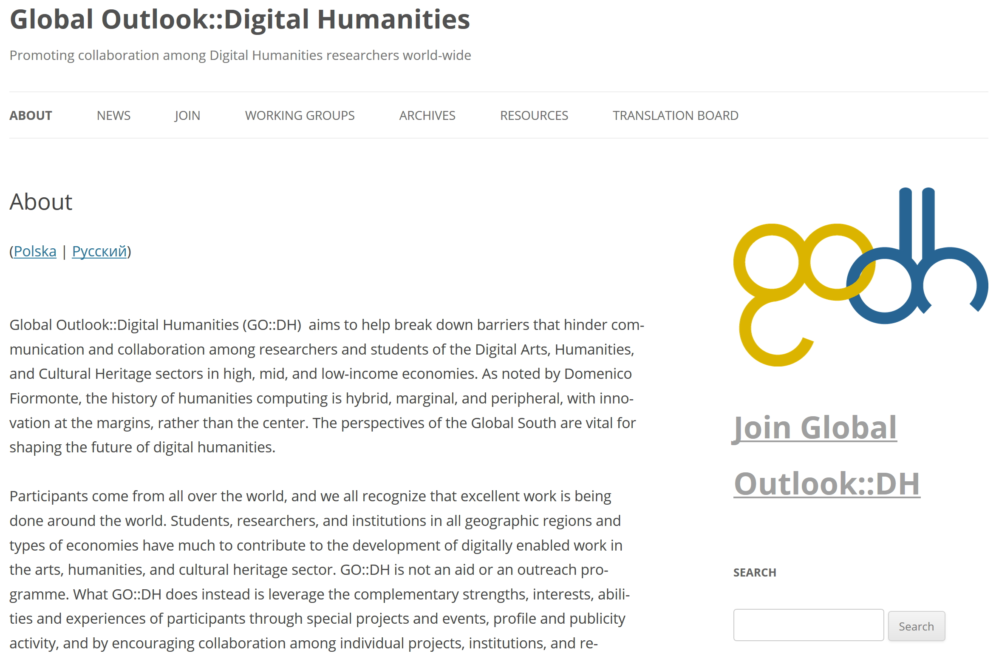 Global Outlook::Digital Humanities
Promoting collaboration among Digital Humanities researchers world-wide
ABOUT NEWS JOIN WORKING GROUPS ARCHIVES RESOURCES TRANSLATION BOARD
About
(Polska | Русский)
Global Outlook::Digital Humanities (GO::DH)  aims to help break down barriers that hinder com-
munication and collaboration among researchers and students of the Digital Arts, Humanities,
and Cultural Heritage sectors in high, mid, and low-income economies. As noted by Domenico
Fiormonte, the history of humanities computing is hybrid, marginal, and peripheral, with inno-
vation at the margins, rather than the center. The perspectives of the Global South are vital for
shaping the future of digital humanities.
Participants come from all over the world, and we all recognize that excellent work is being
done around the world. Students, researchers, and institutions in all geographic regions and
types of economies have much to contribute to the development of digitally enabled work in
the arts, humanities, and cultural heritage sector. GO::DH is not an aid or an outreach pro-
gramme. What GO::DH does instead is leverage the complementary strengths, interests, abili-
ties and experiences of participants through special projects and events, profile and publicity
activity, and by encouraging collaboration among individual projects, institutions, and re-
godh
Join Global
Outlook::DH
SEARCH
Search